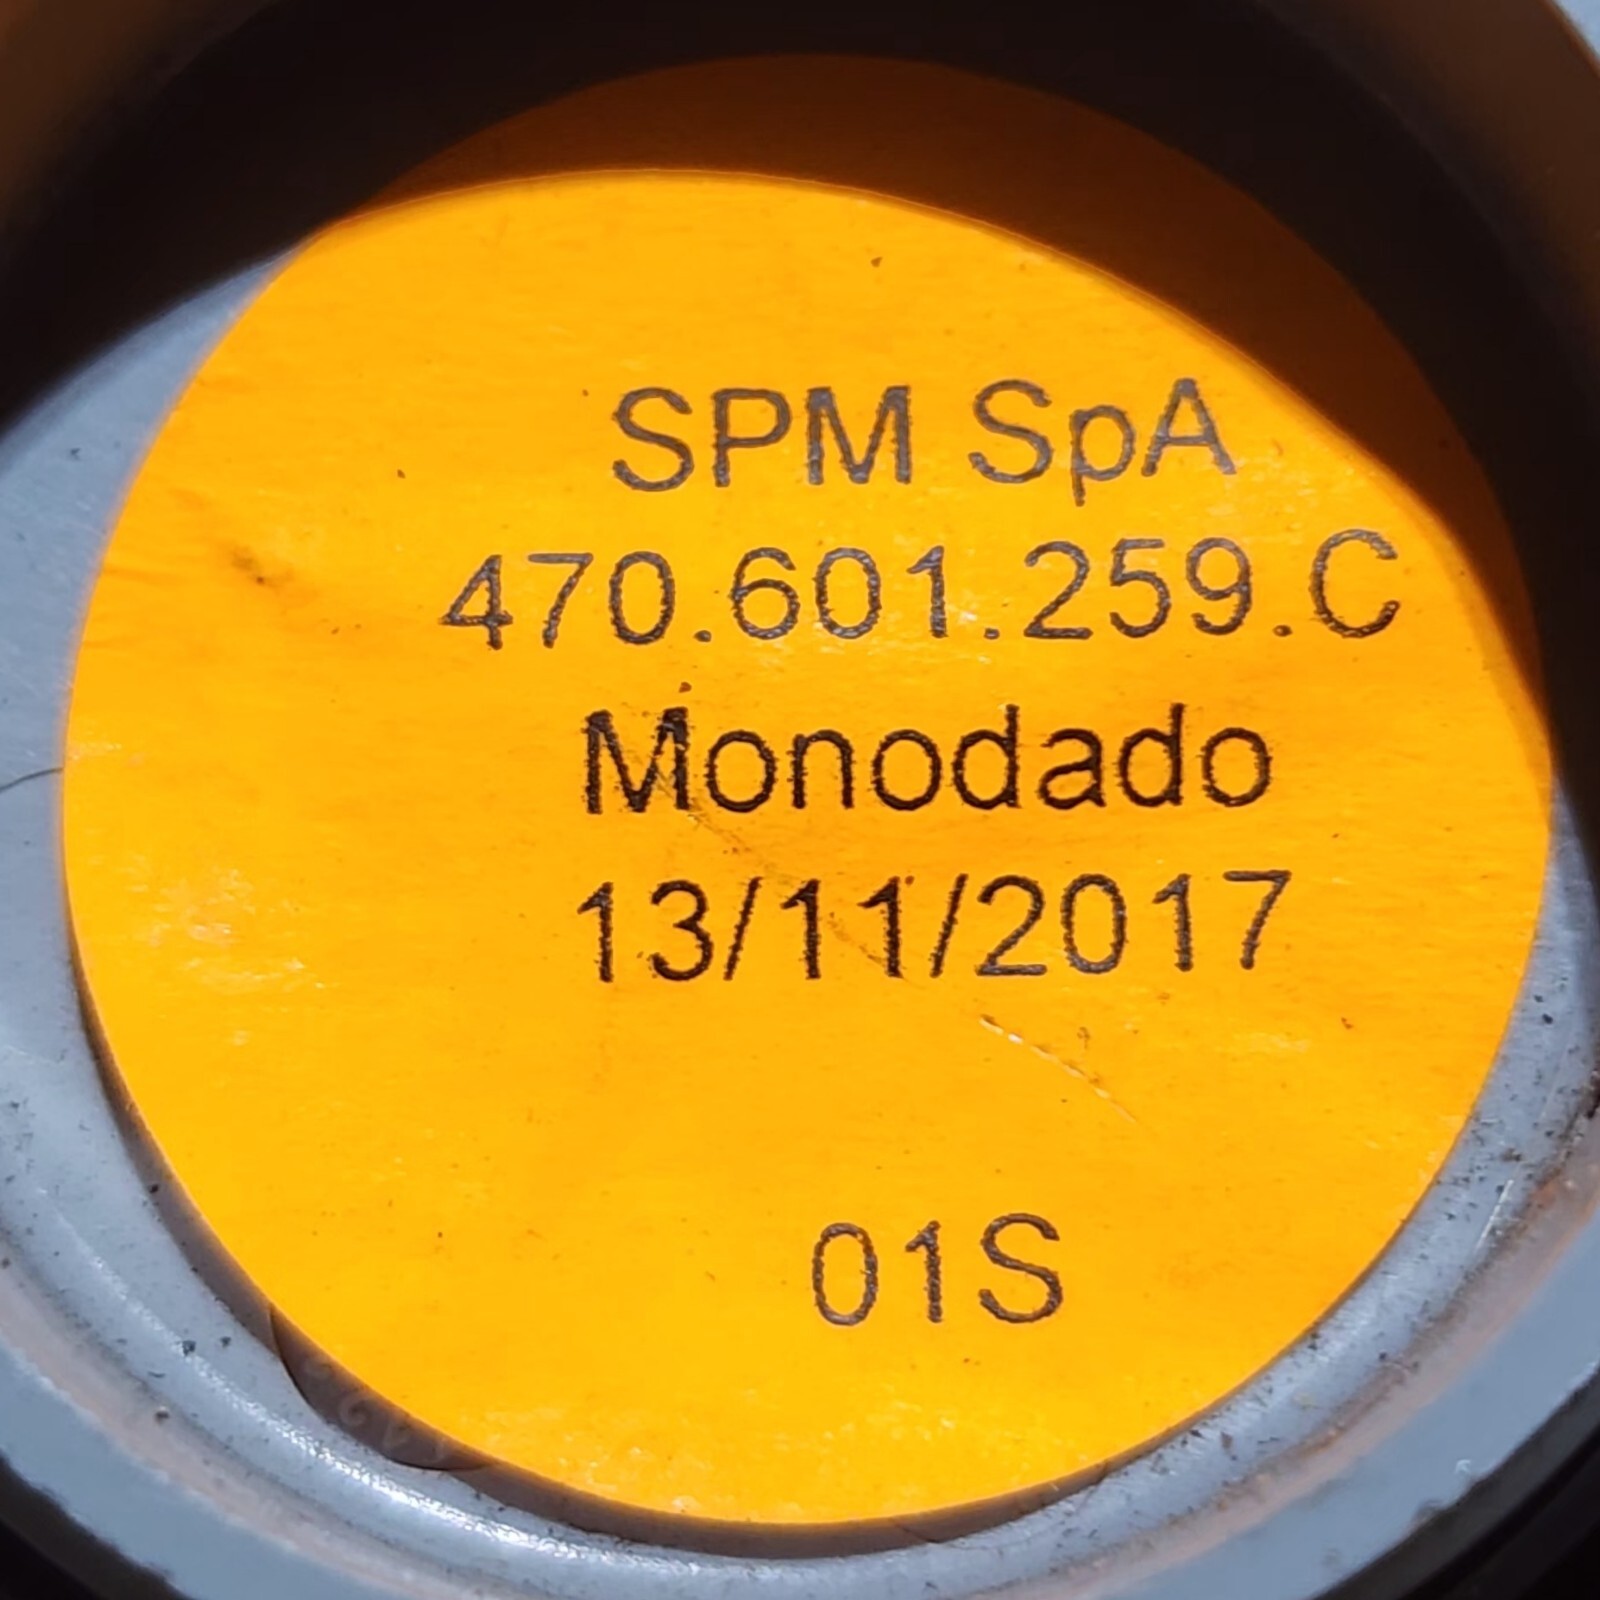 SPM SpA
470.601.259.C
Monodado
13/11/2017
01S